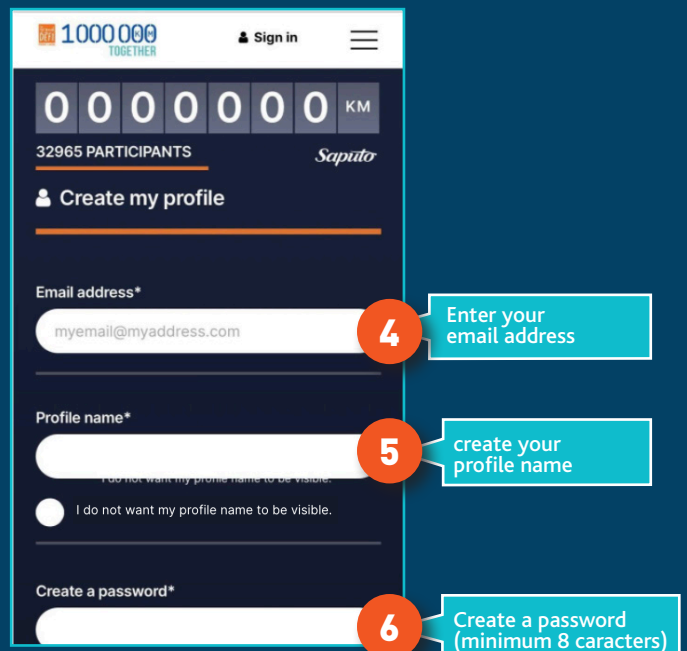 DÉFI 1000 000 Sign in
TOGETHER
0 0 0 0 0 0 0 KM
32965 PARTICIPANTS Saputo
Create my profile
Email address*
myemail@myaddress.com
4 Enter your
email address
Profile name*
5 create your
profile name
I do not want my profile name to be visible.
I do not want my profile name to be visible.
Create a password*
6 Create a password
(minimum 8 caracters)